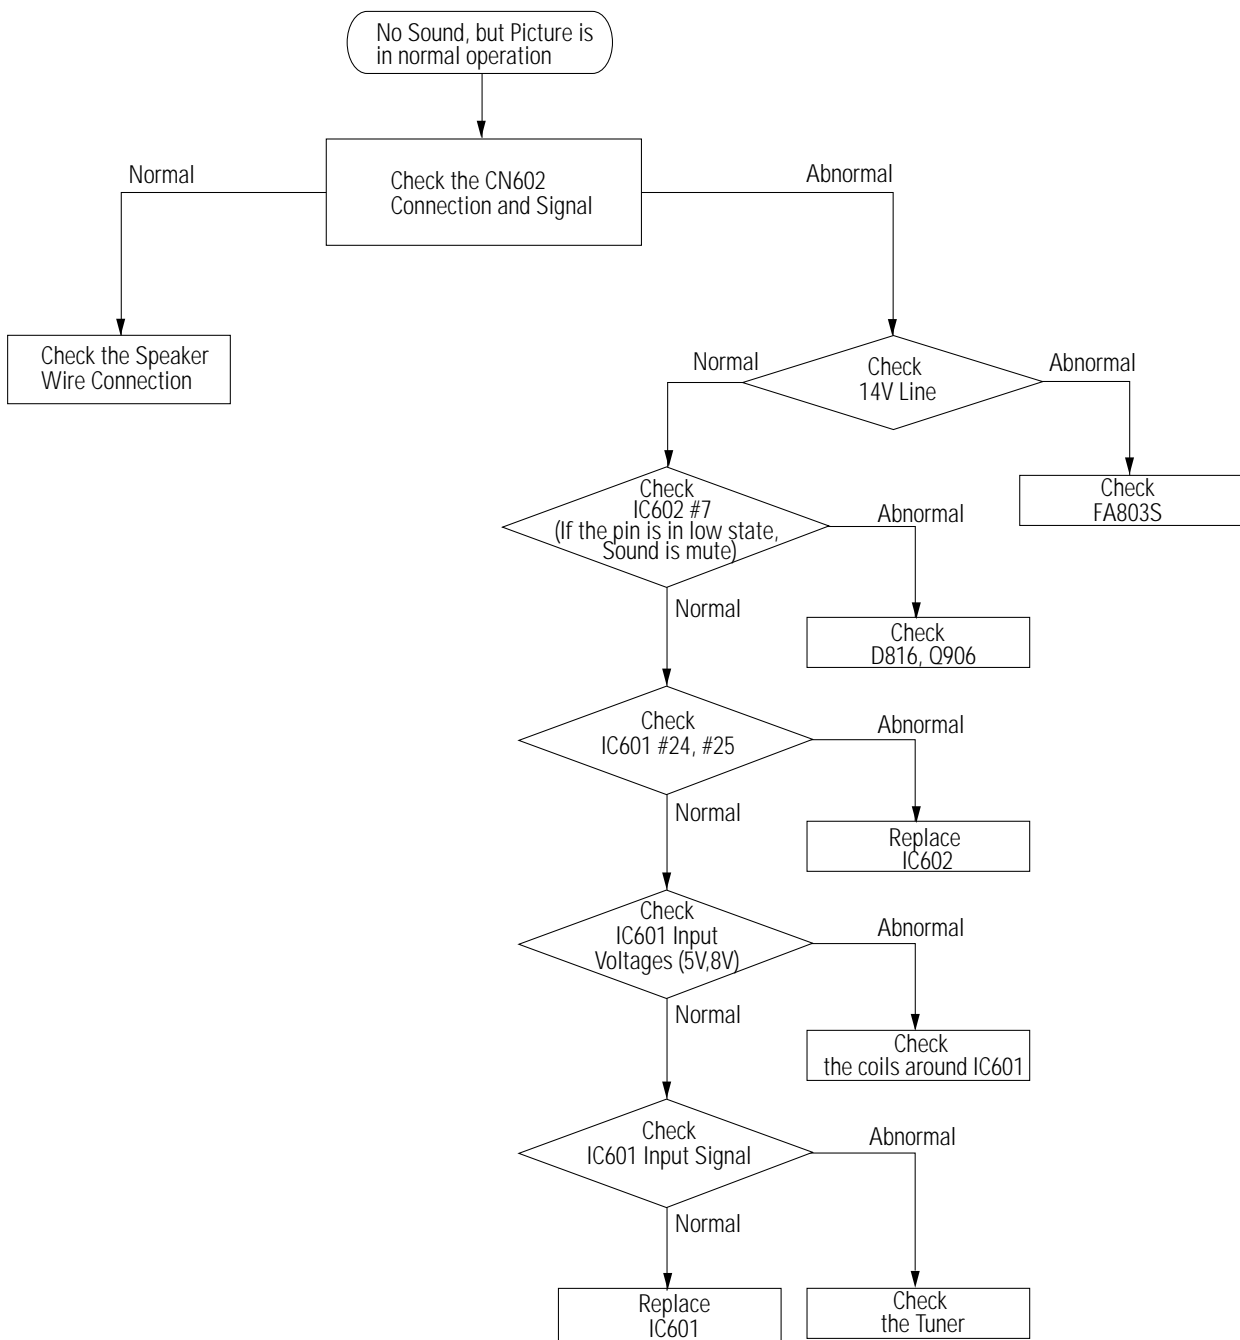 No Sound, but Picture is
in normal operation
Normal
Check the CN602
Connection and Signal
Abnormal
Check the Speaker
Wire Connection
Normal
Check
14V Line
Abnormal
Check
IC602 #7
(If the pin is in low state,
Sound is mute)
Abnormal
Check
FA803S
Normal
Check
D816, Q906
Check
IC601 #24, #25
Abnormal
Normal
Replace
IC602
Check
IC601 Input
Voltages (5V,8V)
Abnormal
Normal
Check
the coils around IC601
Check
IC601 Input Signal
Abnormal
Normal
Replace
IC601
Check
the Tuner